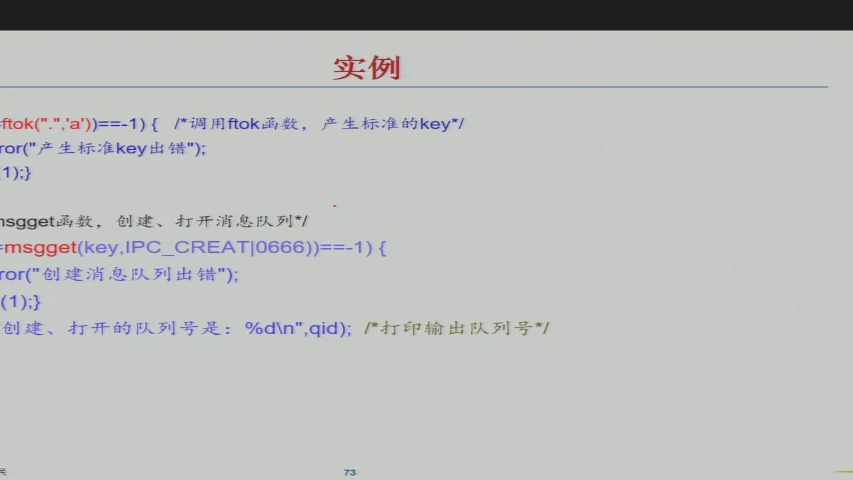 实例
=ftok(".",'a'))==-1) {   /*调用ftok函数，产生标准的key*/
ror("产生标准key出错");
(1);}
msgget函数，创建、打开消息队列*/
=msgget(key,IPC_CREAT|0666))==-1) {
ror("创建消息队列出错");
(1);}
创建、打开的队列号是：%d\n",qid);  /*打印输出队列号*/
73